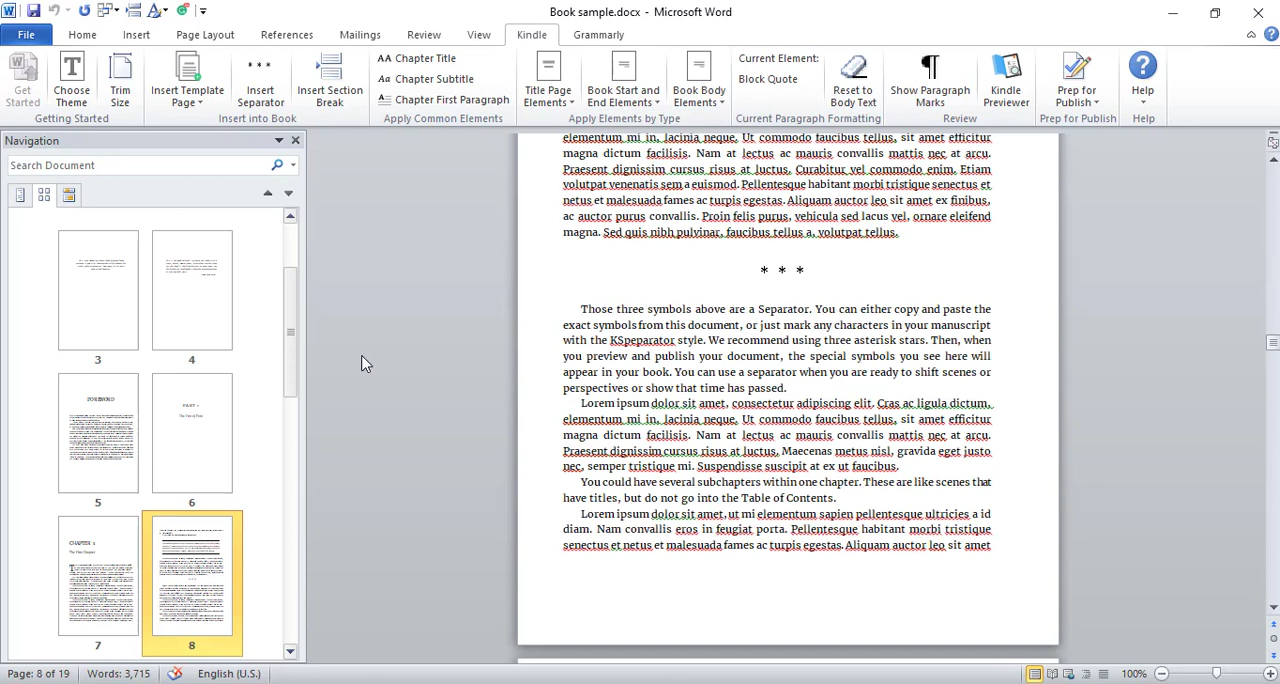 Book sample.docx - Microsoft Word
File Home Insert Page Layout References Mailings Review View Kindle Grammarly
Get Started
Choose Theme
Trim Size
Getting Started
Insert Template Page
Insert Separator
Insert Section Break
Insert into Book
Chapter Title
Chapter Subtitle
Chapter First Paragraph
Apply Common Elements
Title Page Elements
Book Start and End Elements
Book Body Elements
Apply Elements by Type
Current Element:
Block Quote
Reset to Body Text
Current Paragraph Formatting
Show Paragraph Marks
Kindle Previewer
Review
Prep for Publish
Prep for Publish
Help
Help
Navigation
Search Document
3 4
FOREWORD
PART 1
5 6
CHAPTER 1
The First Chapter
7 8
elementum mi in, lacinia neque. Ut commodo faucibus tellus, sit amet efficitur
magna dictum facilisis. Nam at lectus ac mauris convallis mattis nec at arcu.
Praesent dignissim cursus risus at luctus. Curabitur vel commodo enim. Etiam
volutpat venenatis sem a euismod. Pellentesque habitant morbi tristique senectus et
netus et malesuada fames ac turpis egestas. Aliquam auctor leo sit amet ex finibus,
ac auctor purus convallis. Proin felis purus, vehicula sed lacus vel, ornare eleifend
magna. Sed quis nibh pulvinar, faucibus tellus a, volutpat tellus.
* * *
Those three symbols above are a Separator. You can either copy and paste the
exact symbols from this document, or just mark any characters in your manuscript
with the KSpeparator style. We recommend using three asterisk stars. Then, when
you preview and publish your document, the special symbols you see here will
appear in your book. You can use a separator when you are ready to shift scenes or
perspectives or show that time has passed.
Lorem ipsum dolor sit amet, consectetur adipiscing elit. Cras ac ligula dictum,
elementum mi in, lacinia neque. Ut commodo faucibus tellus, sit amet efficitur
magna dictum facilisis. Nam at lectus ac mauris convallis mattis nec at arcu.
Praesent dignissim cursus risus at luctus. Maecenas metus nisl, gravida eget justo
nec, semper tristique mi. Suspendisse suscipit at ex ut faucibus.
You could have several subchapters within one chapter. These are like scenes that
have titles, but do not go into the Table of Contents.
Lorem ipsum dolor sit amet, ut mi elementum sapien pellentesque ultricies a id
diam. Nam convallis eros in feugiat porta. Pellentesque habitant morbi tristique
senectus et netus et malesuada fames ac turpis egestas. Aliquam auctor leo sit amet
Page: 8 of 19 Words: 3,715 English (U.S.) 100%